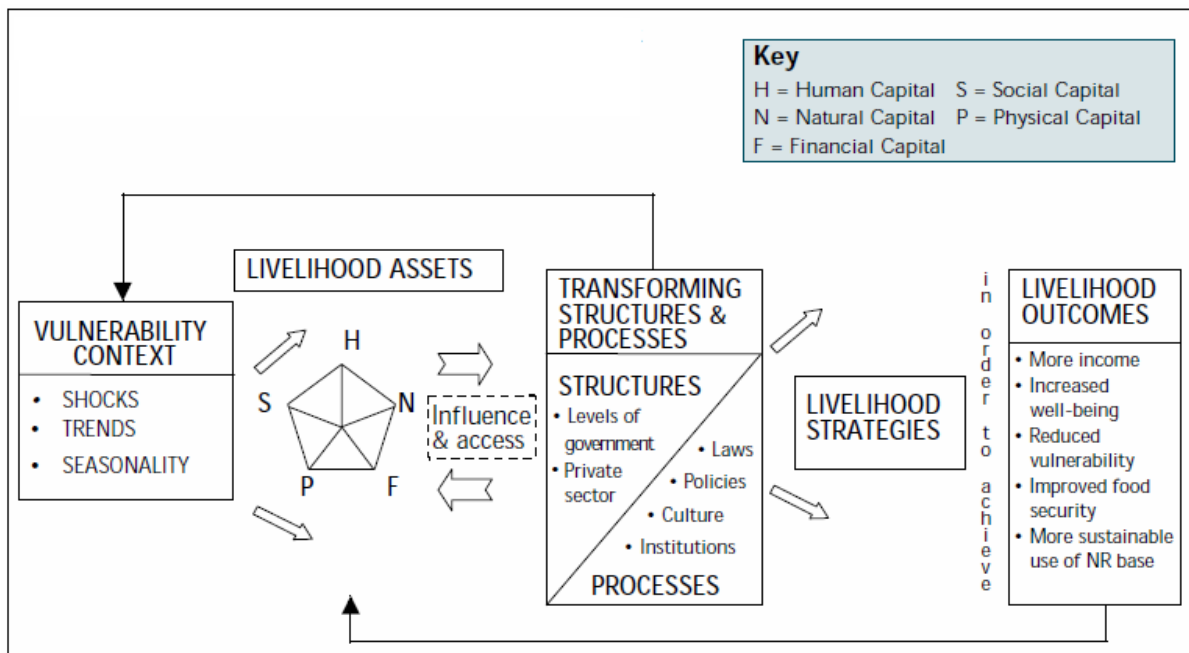 Key
H = Human Capital S = Social Capital
N = Natural Capital P = Physical Capital
F = Financial Capital
LIVELIHOOD ASSETS
VULNERABILITY
CONTEXT
• SHOCKS
• TRENDS
• SEASONALITY
H
S
N
P
F
Influence
& access
TRANSFORMING
STRUCTURES &
PROCESSES
STRUCTURES
• Levels of
government
• Private
sector
• Laws
• Policies
• Culture
• Institutions
PROCESSES
LIVELIHOOD
STRATEGIES
in order to achieve
LIVELIHOOD
OUTCOMES
• More income
• Increased
well-being
• Reduced
vulnerability
• Improved food
security
• More sustainable
use of NR base